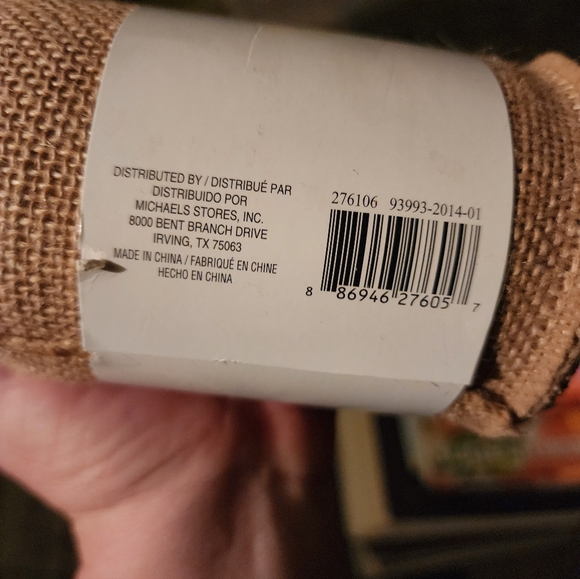 DISTRIBUTED BY / DISTRIBUÉ PAR
DISTRIBUIDO POR
MICHAELS STORES, INC.
8000 BENT BRANCH DRIVE
IRVING, TX 75063
MADE IN CHINA / FABRIQUÉ EN CHINE
HECHO EN CHINA
276106 93993-2014-01
8 86946 27605 7